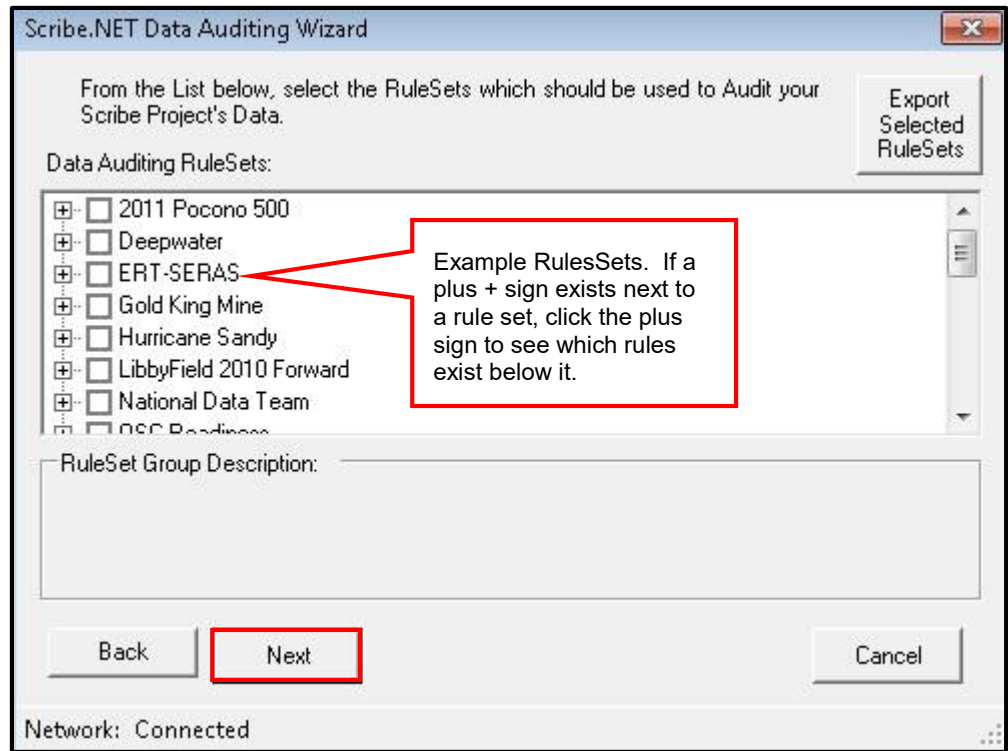 Scribe.NET Data Auditing Wizard
From the List below, select the RuleSets which should be used to Audit your
Scribe Project's Data.
Export
Selected
RuleSets
Data Auditing RuleSets:
2011 Pocono 500
Deepwater
ERT-SERAS
Gold King Mine
Hurricane Sandy
LibbyField 2010 Forward
National Data Team
OSC Readiness
Example RulesSets. If a
plus + sign exists next to
a rule set, click the plus
sign to see which rules
exist below it.
RuleSet Group Description:
Back
Next
Cancel
Network: Connected